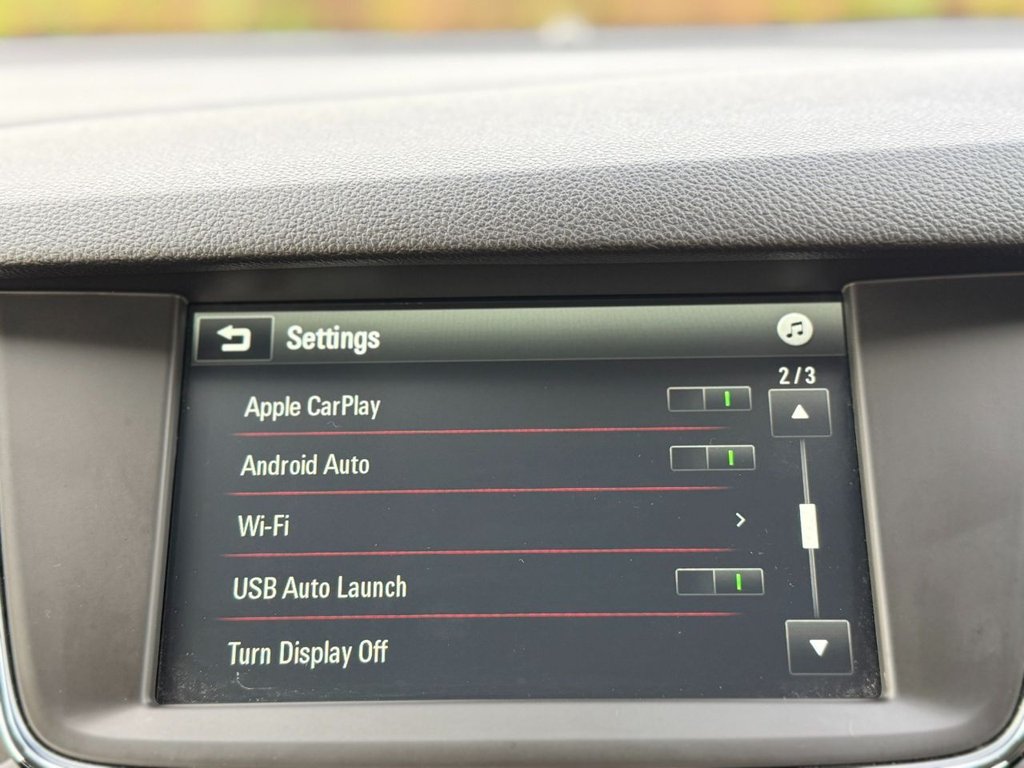 Settings
2/3
Apple CarPlay
Android Auto
Wi-Fi
USB Auto Launch
Turn Display Off